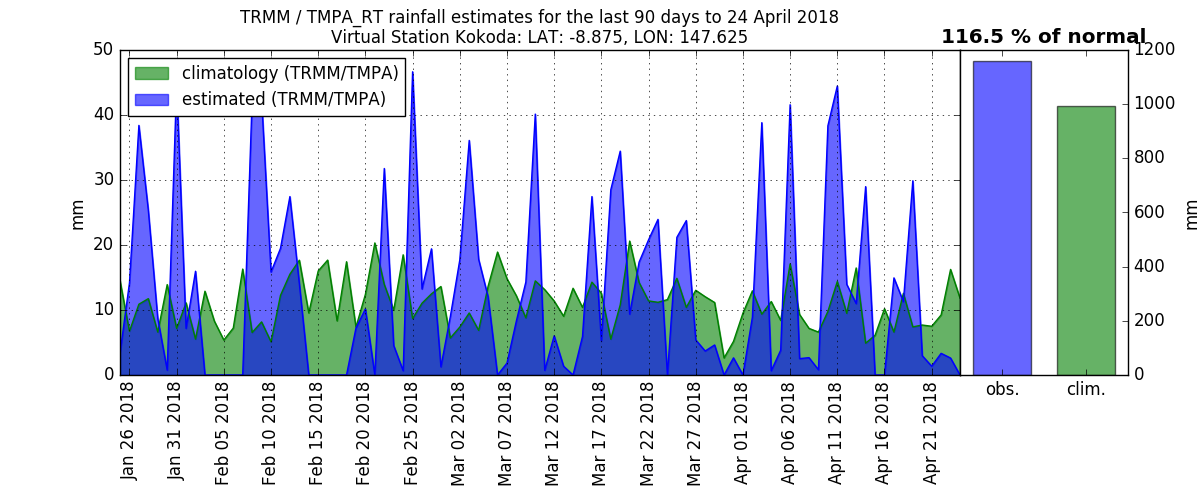 TRMM / TMPA_RT rainfall estimates for the last 90 days to 24 April 2018
Virtual Station Kokoda: LAT: -8.875, LON: 147.625
116.5 % of normal
climatology (TRMM/TMPA)
estimated (TRMM/TMPA)
50
40
30
20
10
0
mm
Jan 26 2018
Jan 31 2018
Feb 05 2018
Feb 10 2018
Feb 15 2018
Feb 20 2018
Feb 25 2018
Mar 02 2018
Mar 07 2018
Mar 12 2018
Mar 17 2018
Mar 22 2018
Mar 27 2018
Apr 01 2018
Apr 06 2018
Apr 11 2018
Apr 16 2018
Apr 21 2018
obs.
clim.
1200
1000
800
600
400
200
0
mm